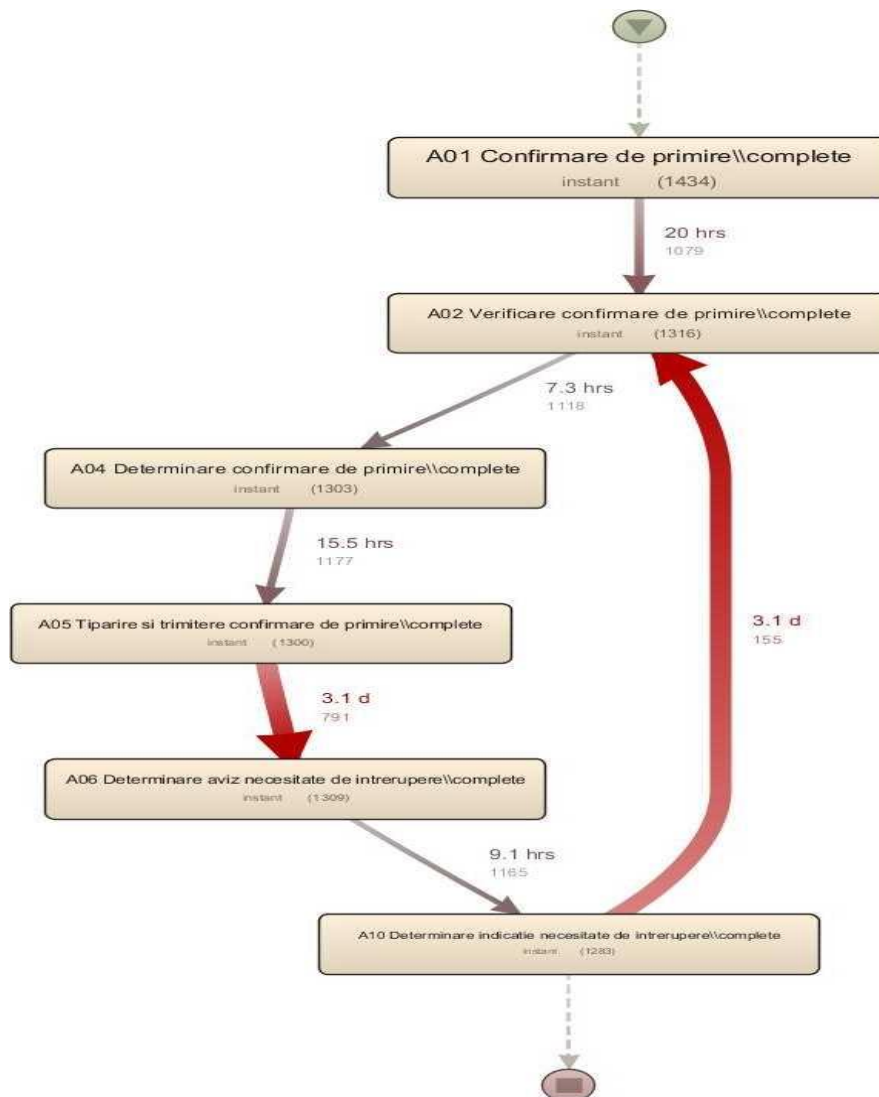 A01 Confirmare de primire\\complete
instant (1434)
20 hrs
1079
A02 Verificare confirmare de primire\\complete
instant (1316)
7.3 hrs
1118
A04 Determinare confirmare de primire\\complete
instant (1303)
15.5 hrs
1177
A05 Tiparire si trimitere confirmare de primire\\complete
instant (1300)
3.1 d
155
3.1 d
791
A06 Determinare aviz necesitate de intrerupere\\complete
instant (1309)
9.1 hrs
1165
A10 Determinare indicatie necesitate de intrerupere\\complete
instant (1283)